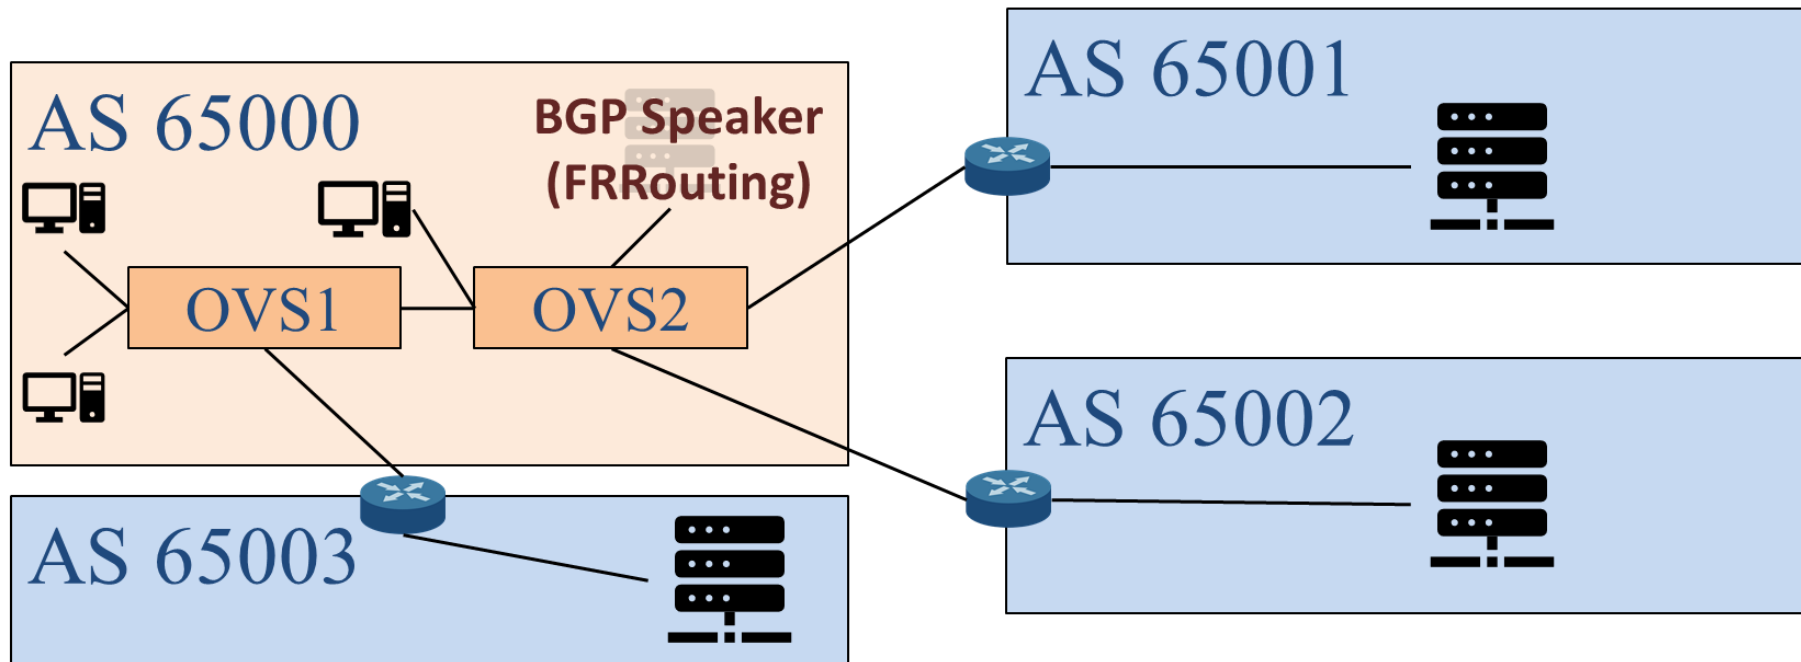 AS 65000
BGP Speaker
(FRRouting)
OVS1
OVS2
AS 65001
AS 65002
AS 65003